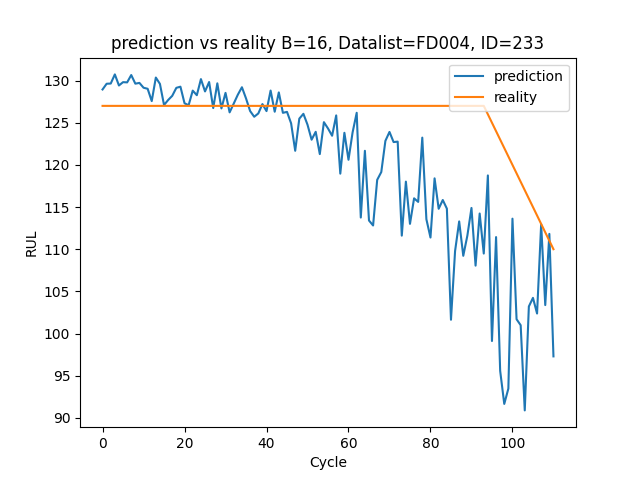 prediction vs reality B=16, Datalist=FD004, ID=233
prediction
reality
RUL
130
125
120
115
110
105
100
95
90
0 20 40 60 80 100
Cycle